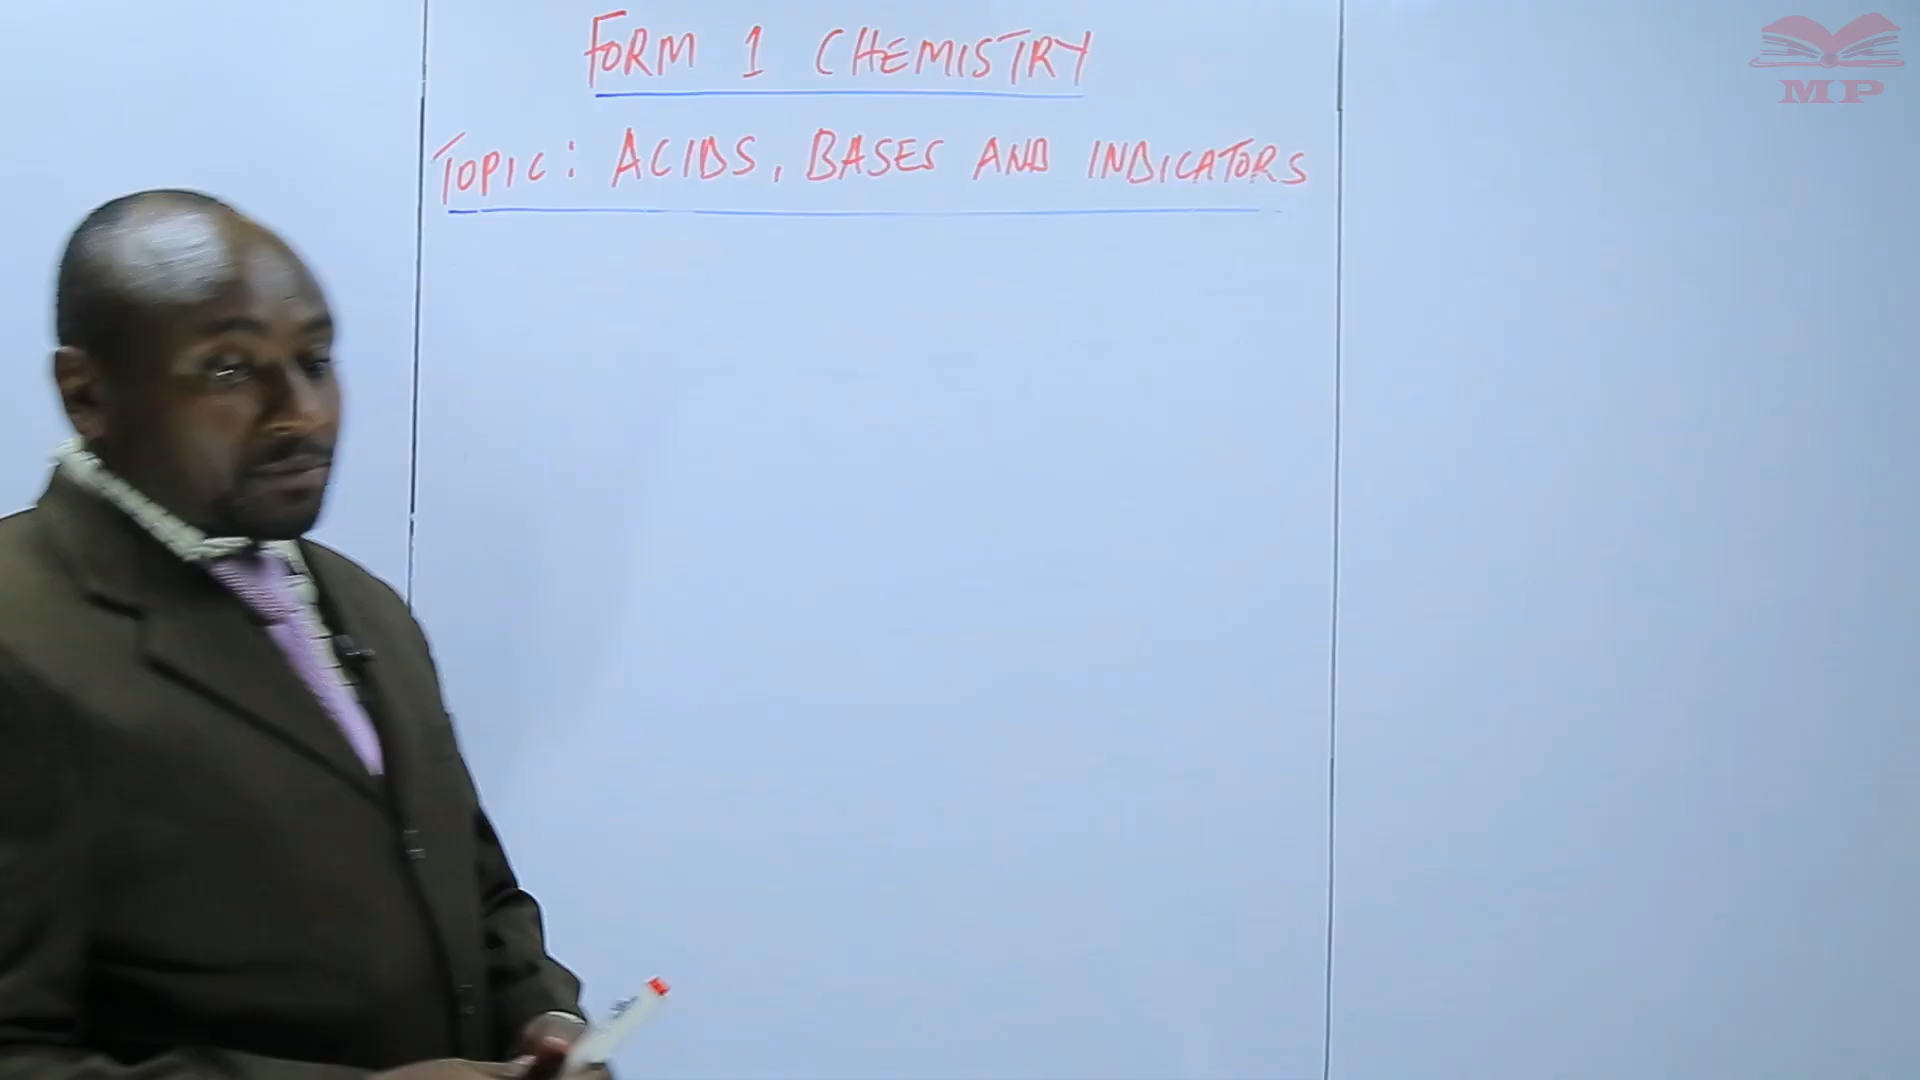 FORM 1 CHEMISTRY
TOPIC: ACIDS, BASES AND INDICATORS
MP